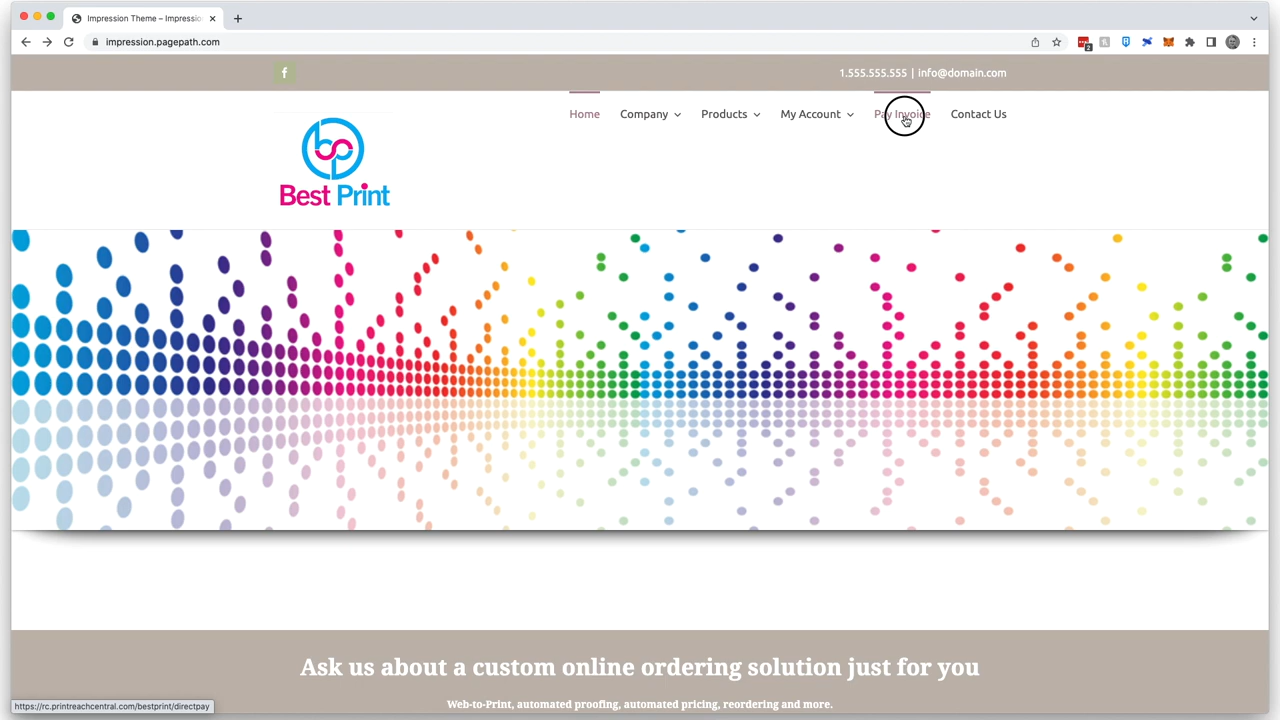 Impression Theme – Impressio
impression.pagepath.com
2
f
1.555.555.555 | info@domain.com
Home Company Products My Account Pay Invoice Contact Us
bp
Best Print
Ask us about a custom online ordering solution just for you
Web-to-Print, automated proofing, automated pricing, reordering and more.
https://rc.printreachcentral.com/bestprint/directpay